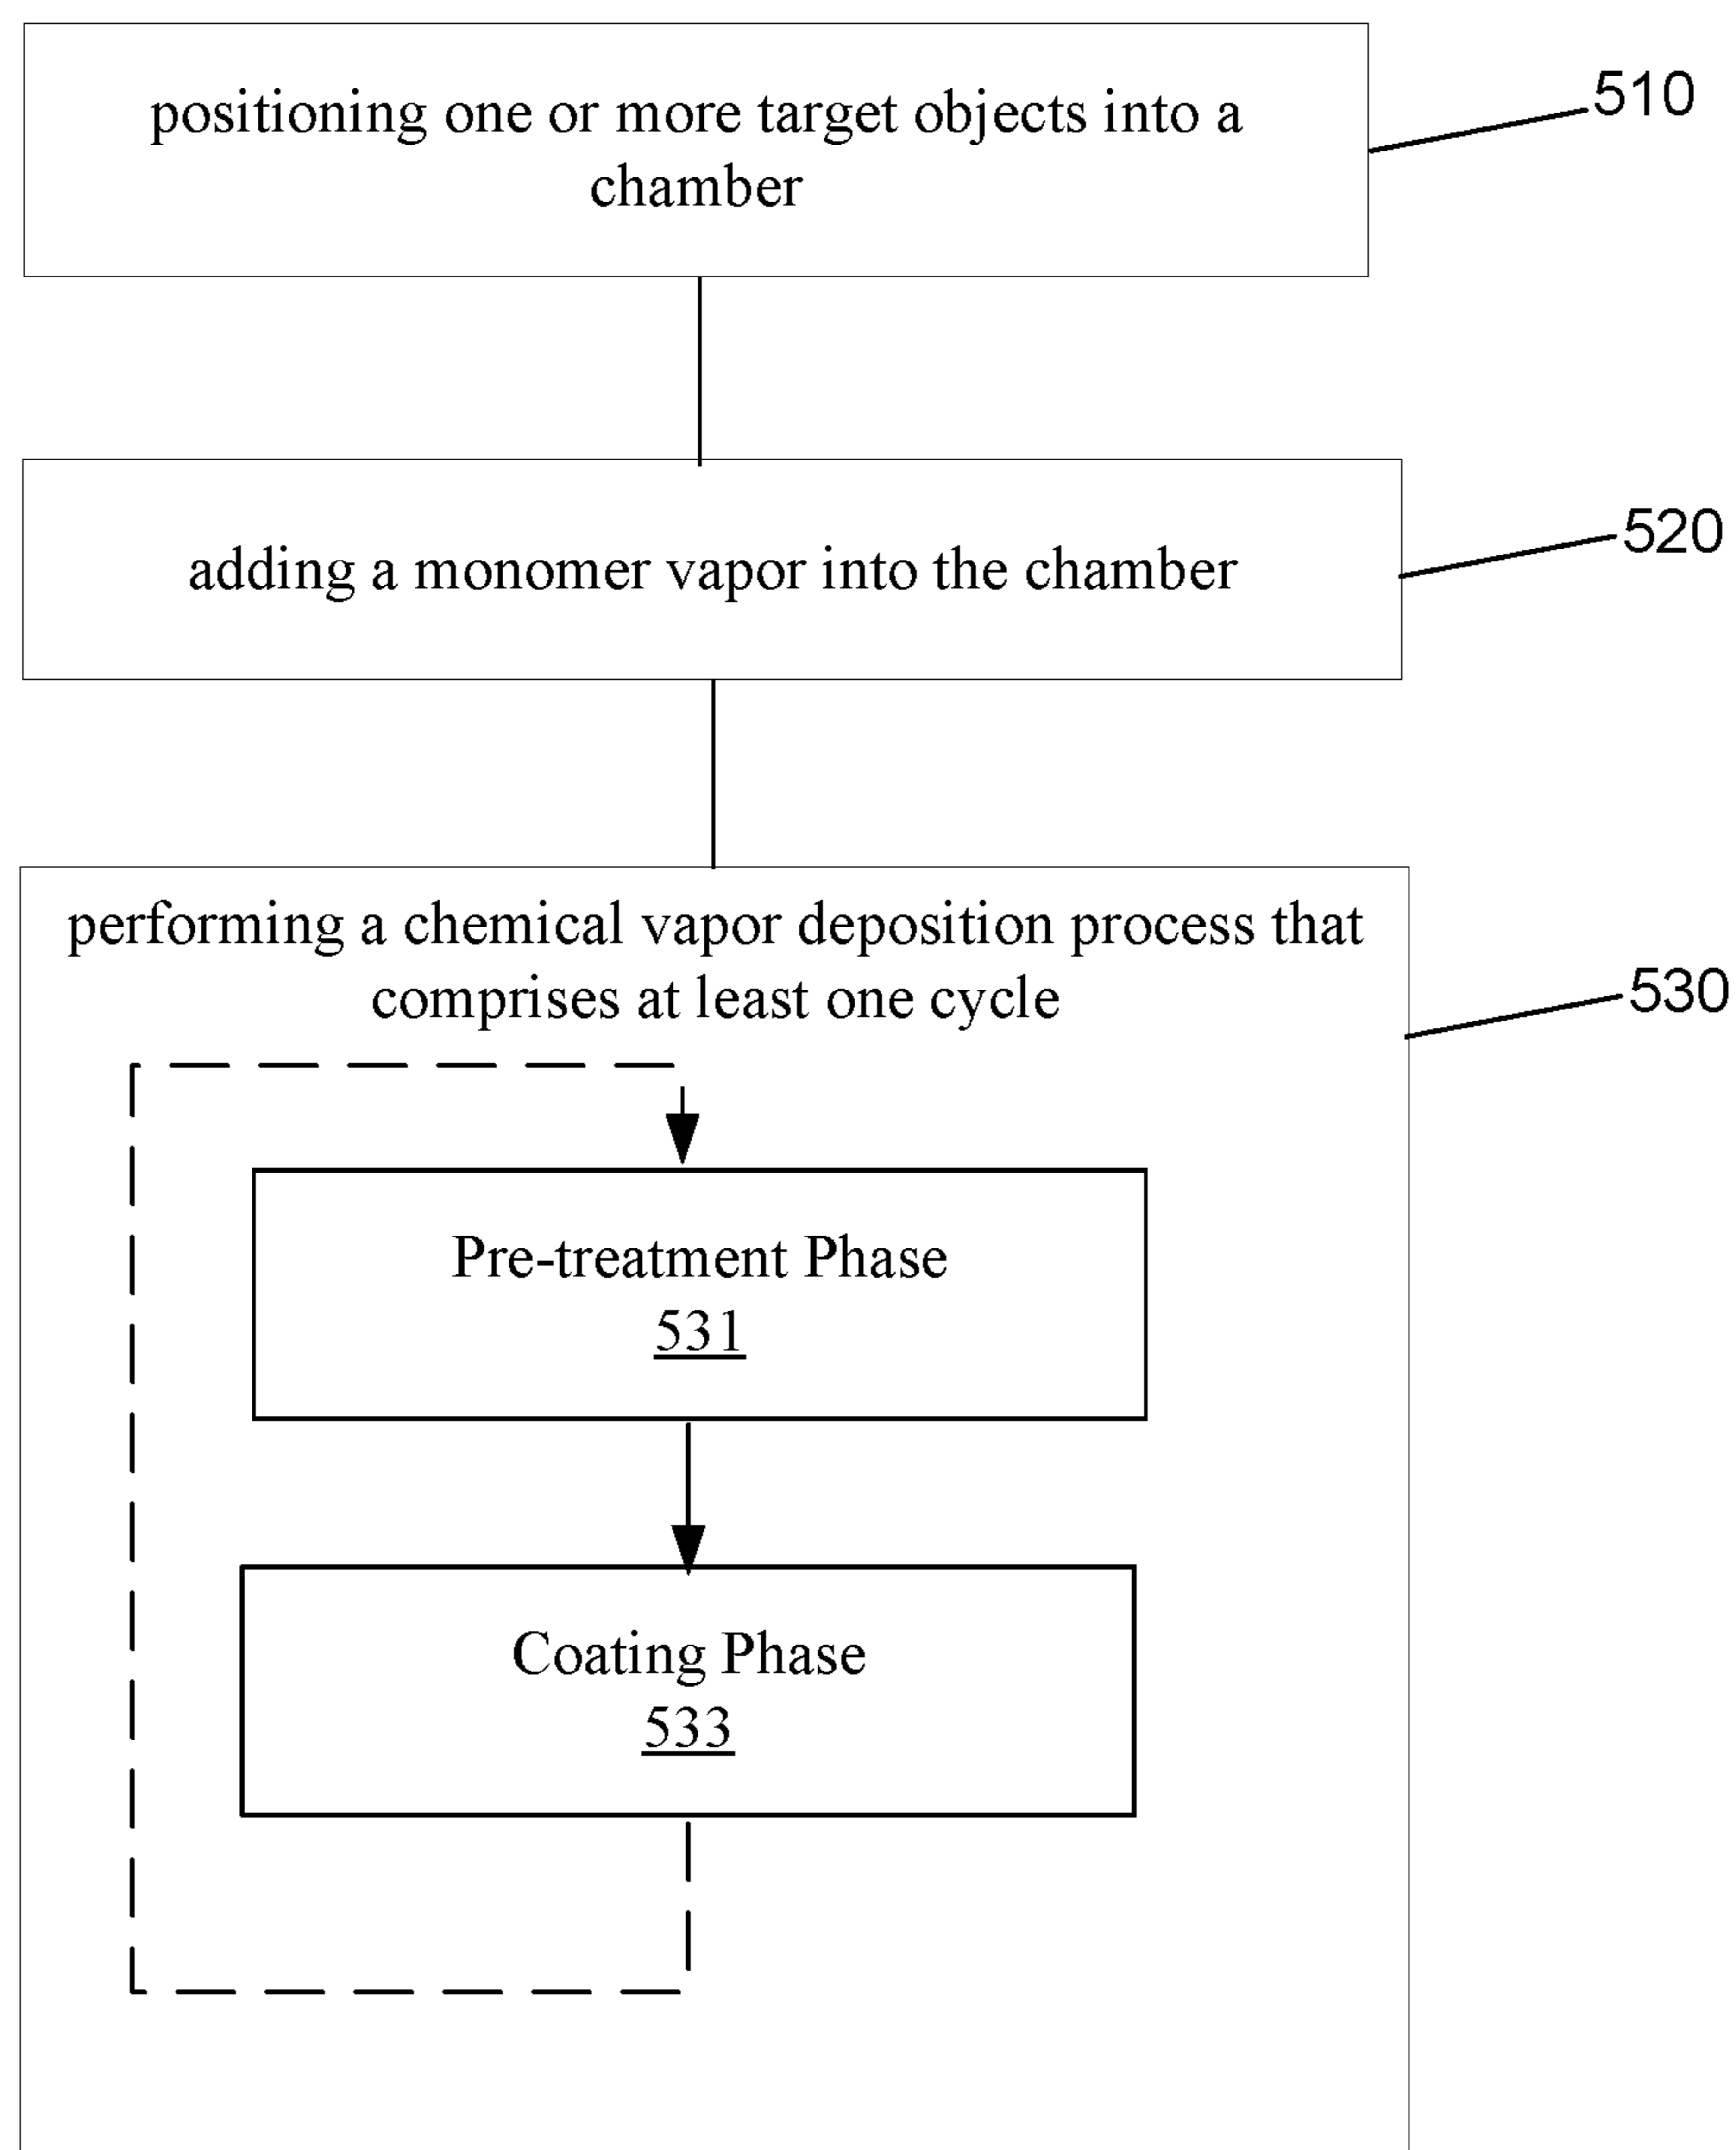 positioning one or more target objects into a
chamber
510
adding a monomer vapor into the chamber
520
performing a chemical vapor deposition process that
comprises at least one cycle
530
Pre-treatment Phase
531
Coating Phase
533